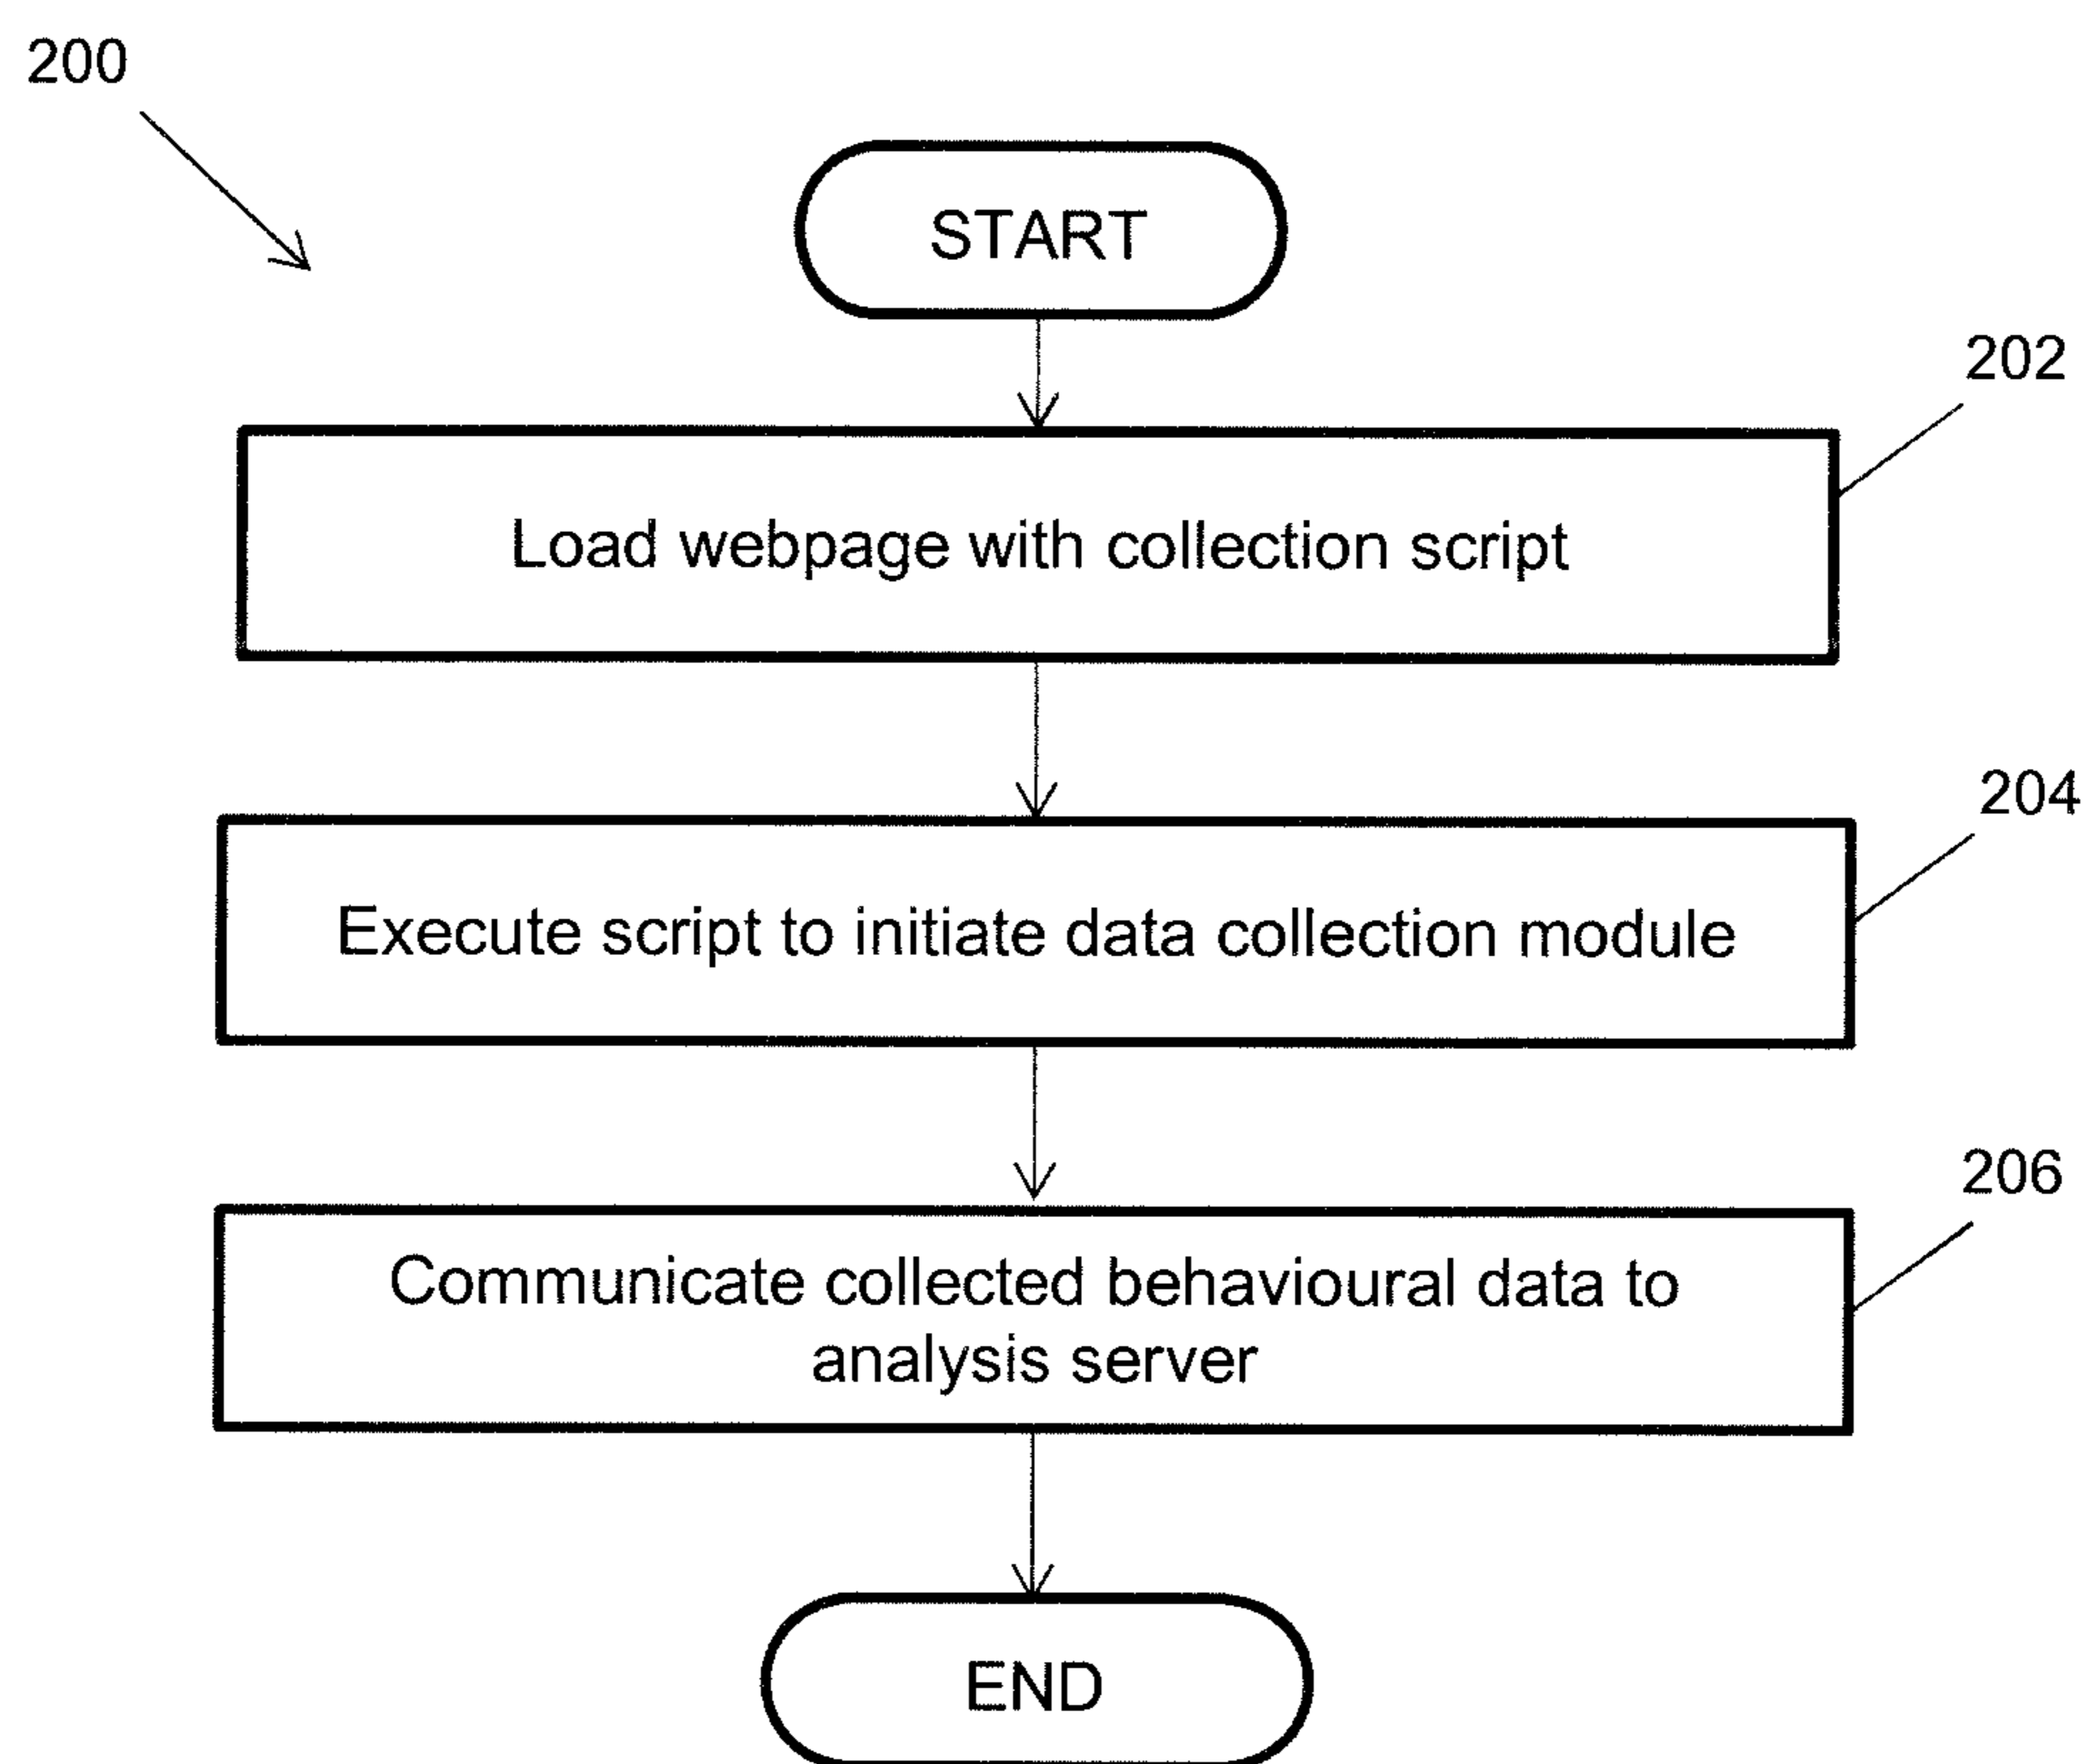 200
START
202
Load webpage with collection script
204
Execute script to initiate data collection module
206
Communicate collected behavioural data to
analysis server
END